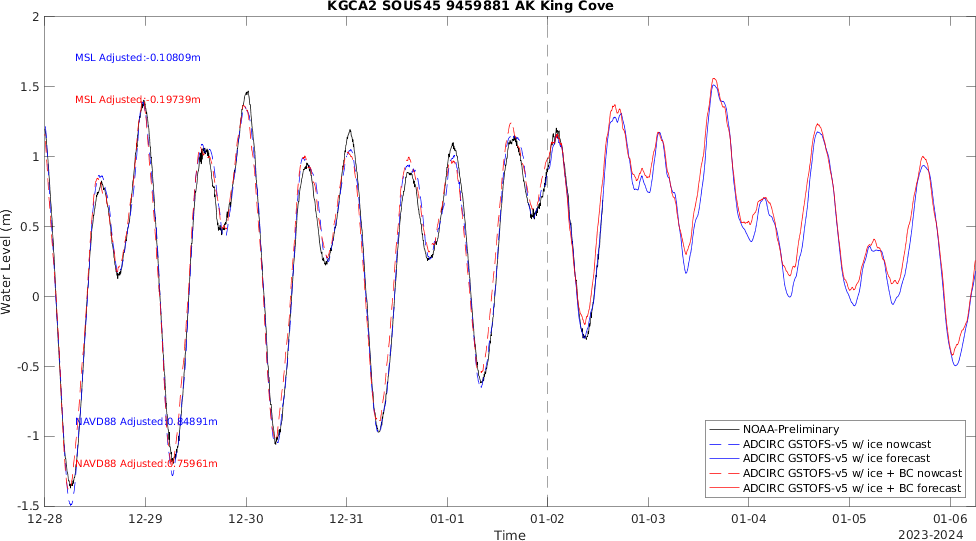 KGCA2 SOUS45 9459881 AK King Cove
2
1.5
1
0.5
0
-0.5
-1
-1.5
Water Level (m)
MSL Adjusted:-0.10809m
MSL Adjusted:-0.19739m
NAVD88 Adjusted:0.84891m
NAVD88 Adjusted:0.75961m
NOAA-Preliminary
ADCIRC GSTOFS-v5 w/ ice nowcast
ADCIRC GSTOFS-v5 w/ ice forecast
ADCIRC GSTOFS-v5 w/ ice + BC nowcast
ADCIRC GSTOFS-v5 w/ ice + BC forecast
12-28 12-29 12-30 12-31 01-01 01-02 01-03 01-04 01-05 01-06
Time
2023-2024